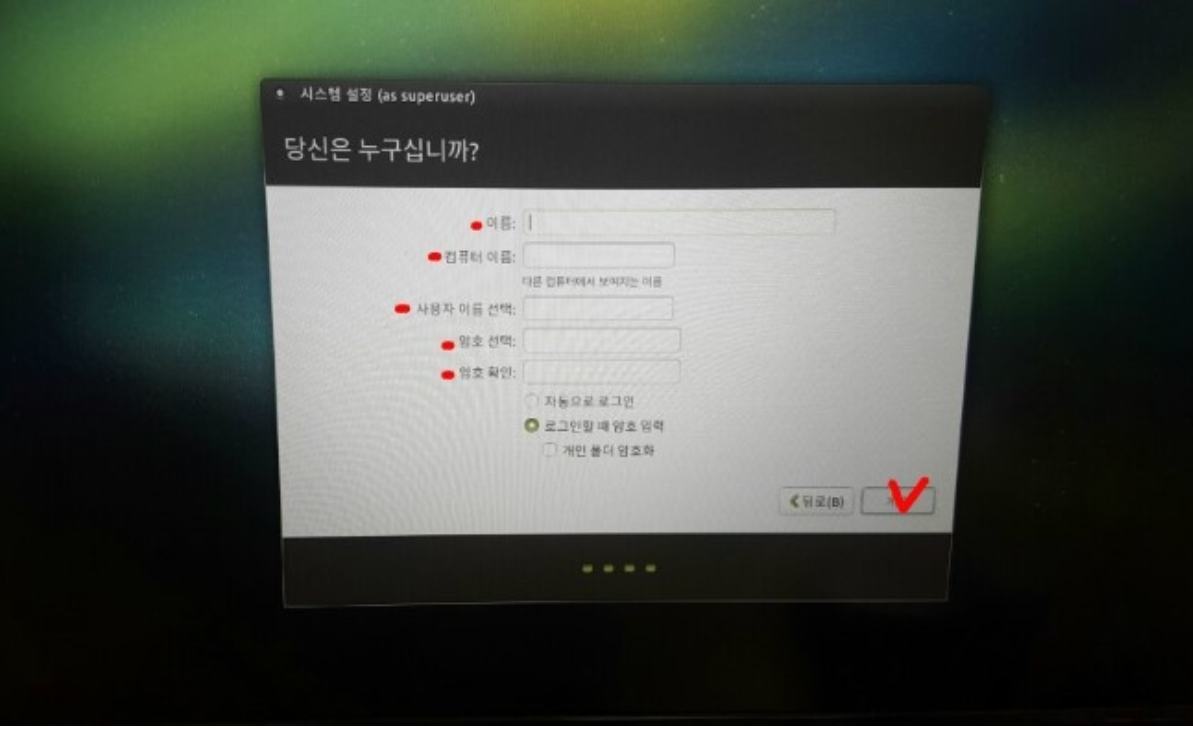 시스템 설정 (as superuser)
당신은 누구십니까?
이름:
컴퓨터 이름:
다른 컴퓨터에서 보여지는 이름
사용자 이름 선택:
암호 선택:
암호 확인:
자동으로 로그인
로그인할 때 암호 입력
개인 폴더 암호화
뒤로(B)